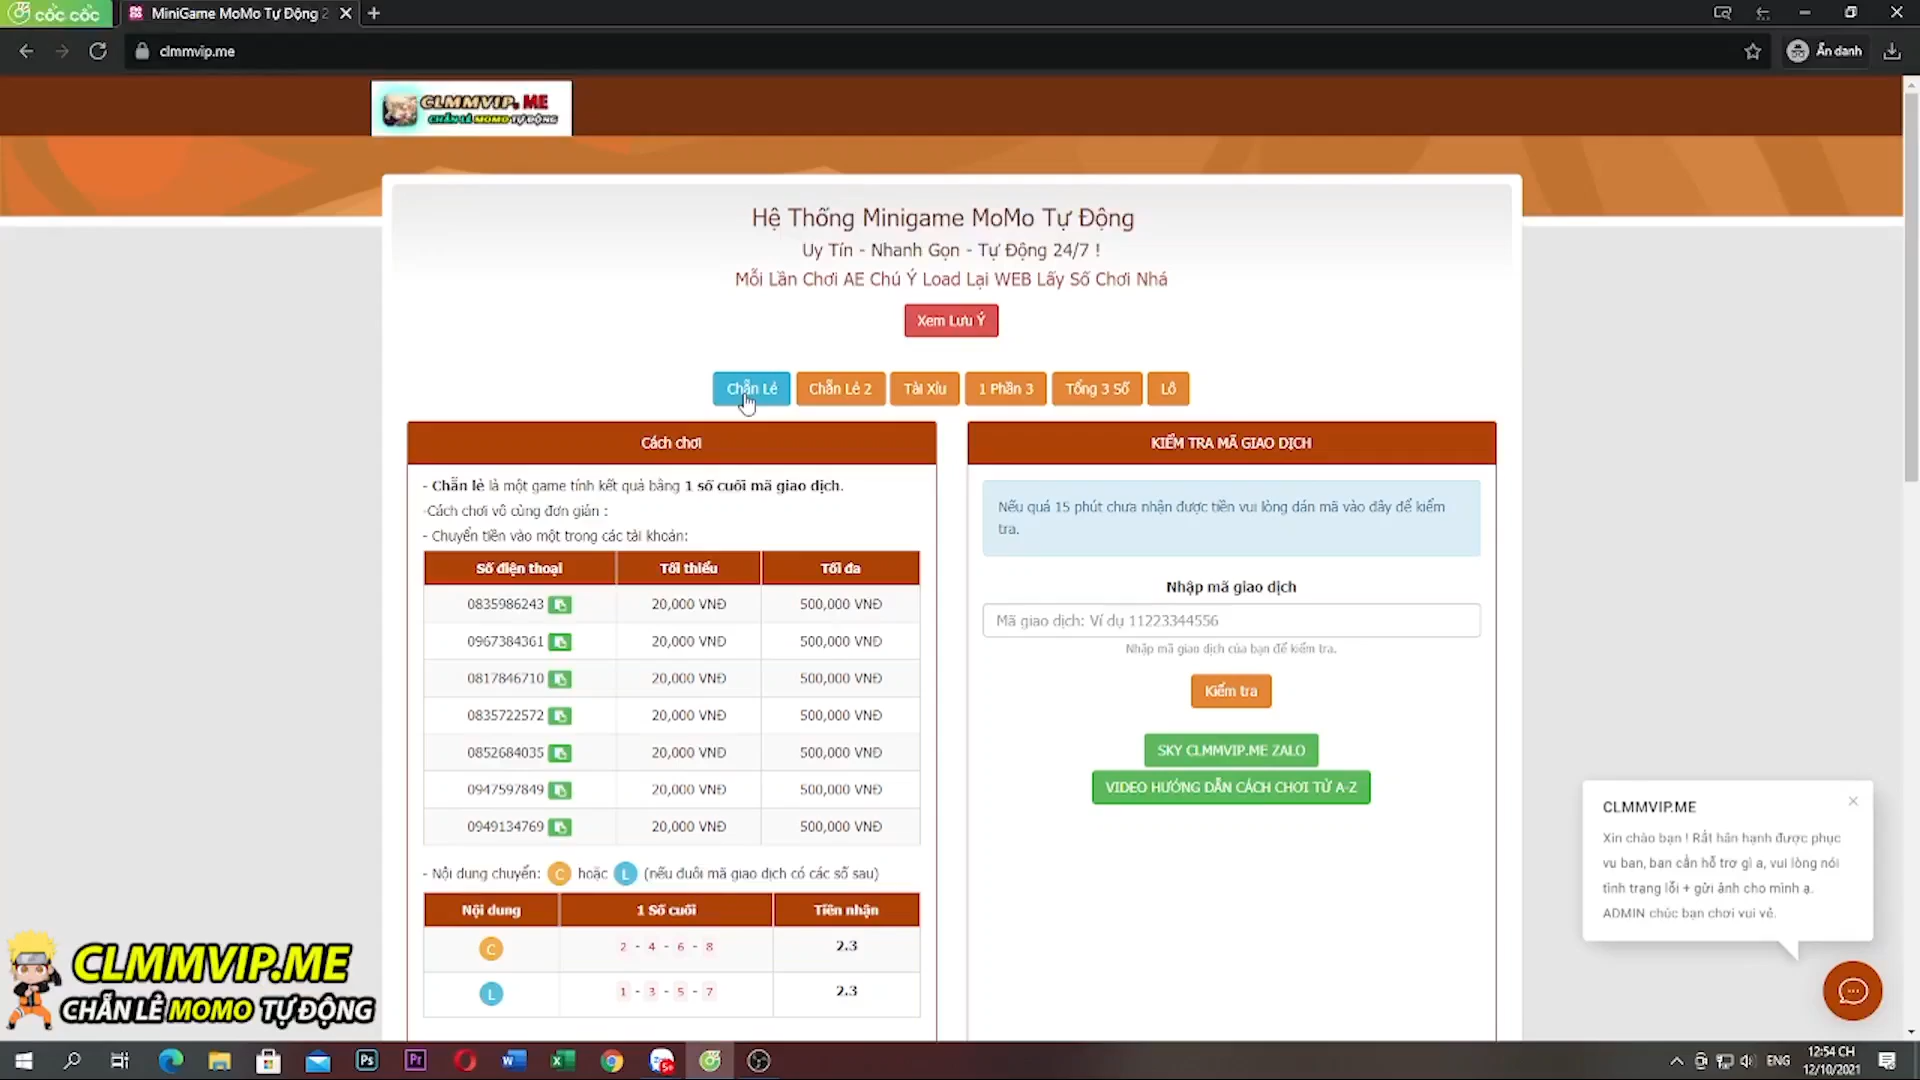 cốc cốc
MiniGame MoMo Tự Động 2
clmmvip.me
Ẩn danh
CLMMVIP.ME
CHẴN LẺ MOMO TỰ ĐỘNG
Hệ Thống Minigame MoMo Tự Động
Uy Tín - Nhanh Gọn - Tự Động 24/7 !
Mỗi Lần Chơi AE Chú Ý Load Lại WEB Lấy Số Chơi Nhá
Xem Lưu Ý
Chẵn Lẻ
Chẵn Lẻ 2
Tài Xỉu
1 Phần 3
Tổng 3 Số
Lô
Cách chơi
- Chẵn lẻ là một game tính kết quả bằng 1 số cuối mã giao dịch.
-Cách chơi vô cùng đơn giản :
- Chuyển tiền vào một trong các tài khoản:
Số điện thoại Tối thiểu Tối đa
0835986243 20,000 VNĐ 500,000 VNĐ
0967384361 20,000 VNĐ 500,000 VNĐ
0817846710 20,000 VNĐ 500,000 VNĐ
0835722572 20,000 VNĐ 500,000 VNĐ
0852684035 20,000 VNĐ 500,000 VNĐ
0947597849 20,000 VNĐ 500,000 VNĐ
0949134769 20,000 VNĐ 500,000 VNĐ
- Nội dung chuyển: C hoặc L (nếu đuôi mã giao dịch có các số sau)
Nội dung 1 Số cuối Tiền nhận
C 2 - 4 - 6 - 8 2.3
L 1 - 3 - 5 - 7 2.3
KIỂM TRA MÃ GIAO DỊCH
Nếu quá 15 phút chưa nhận được tiền vui lòng dán mã vào đây để kiểm
tra.
Nhập mã giao dịch
Mã giao dịch: Ví dụ 11223344556
Nhập mã giao dịch của bạn để kiểm tra.
Kiểm tra
SKY CLMMVIP.ME ZALO
VIDEO HƯỚNG DẪN CÁCH CHƠI TỪ A-Z
CLMMVIP.ME
Xin chào bạn ! Rất hân hạnh được phục
vu ban, ban cần hỗ trợ gì ạ, vui lòng nói
tình trạng lỗi + gửi ảnh cho mình ạ.
ADMIN chúc bạn chơi vui vẻ.
CLMMVIP.ME
CHẴN LẺ MOMO TỰ ĐỘNG
Ps
Pr
5+
ENG
12:54 CH
12/10/2021